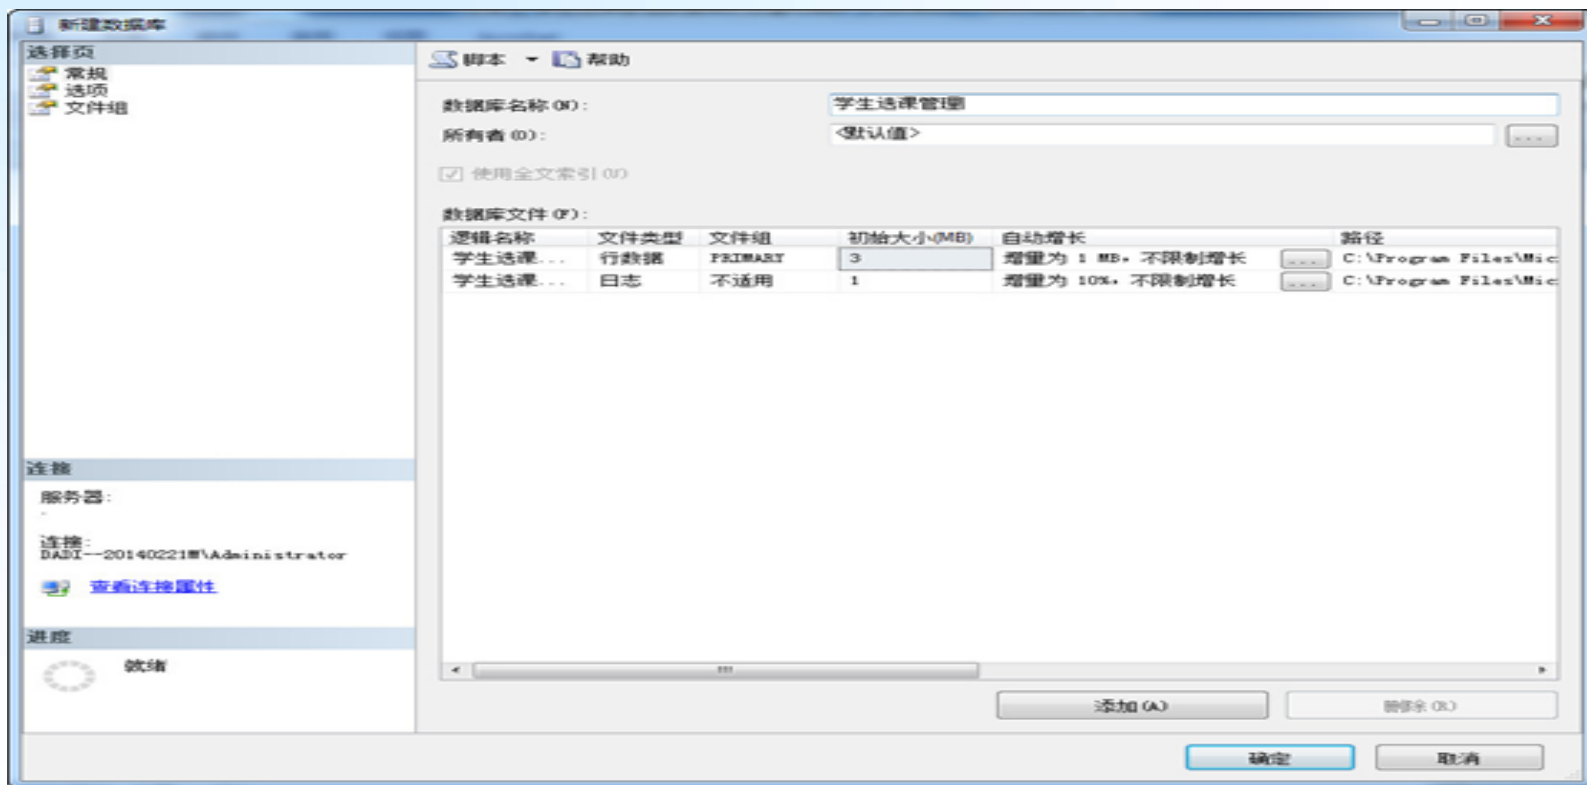 新建数据库
选择页
常规
选项
文件组
脚本 帮助
数据库名称(N): 学生选课管理
所有者(O): <默认值> ...
使用全文索引(U)
数据库文件(F):
逻辑名称 文件类型 文件组 初始大小(MB) 自动增长 路径
学生选课... 行数据 PRIMARY 3 增量为 1 MB，不限制增长 ... C:\Program Files\Mic
学生选课... 日志 不适用 1 增量为 10%，不限制增长 ... C:\Program Files\Mic
连接
服务器:
.
连接:
DADI--20140221W\Administrator
查看连接属性
进度
就绪
添加(A) 删除(R)
确定 取消